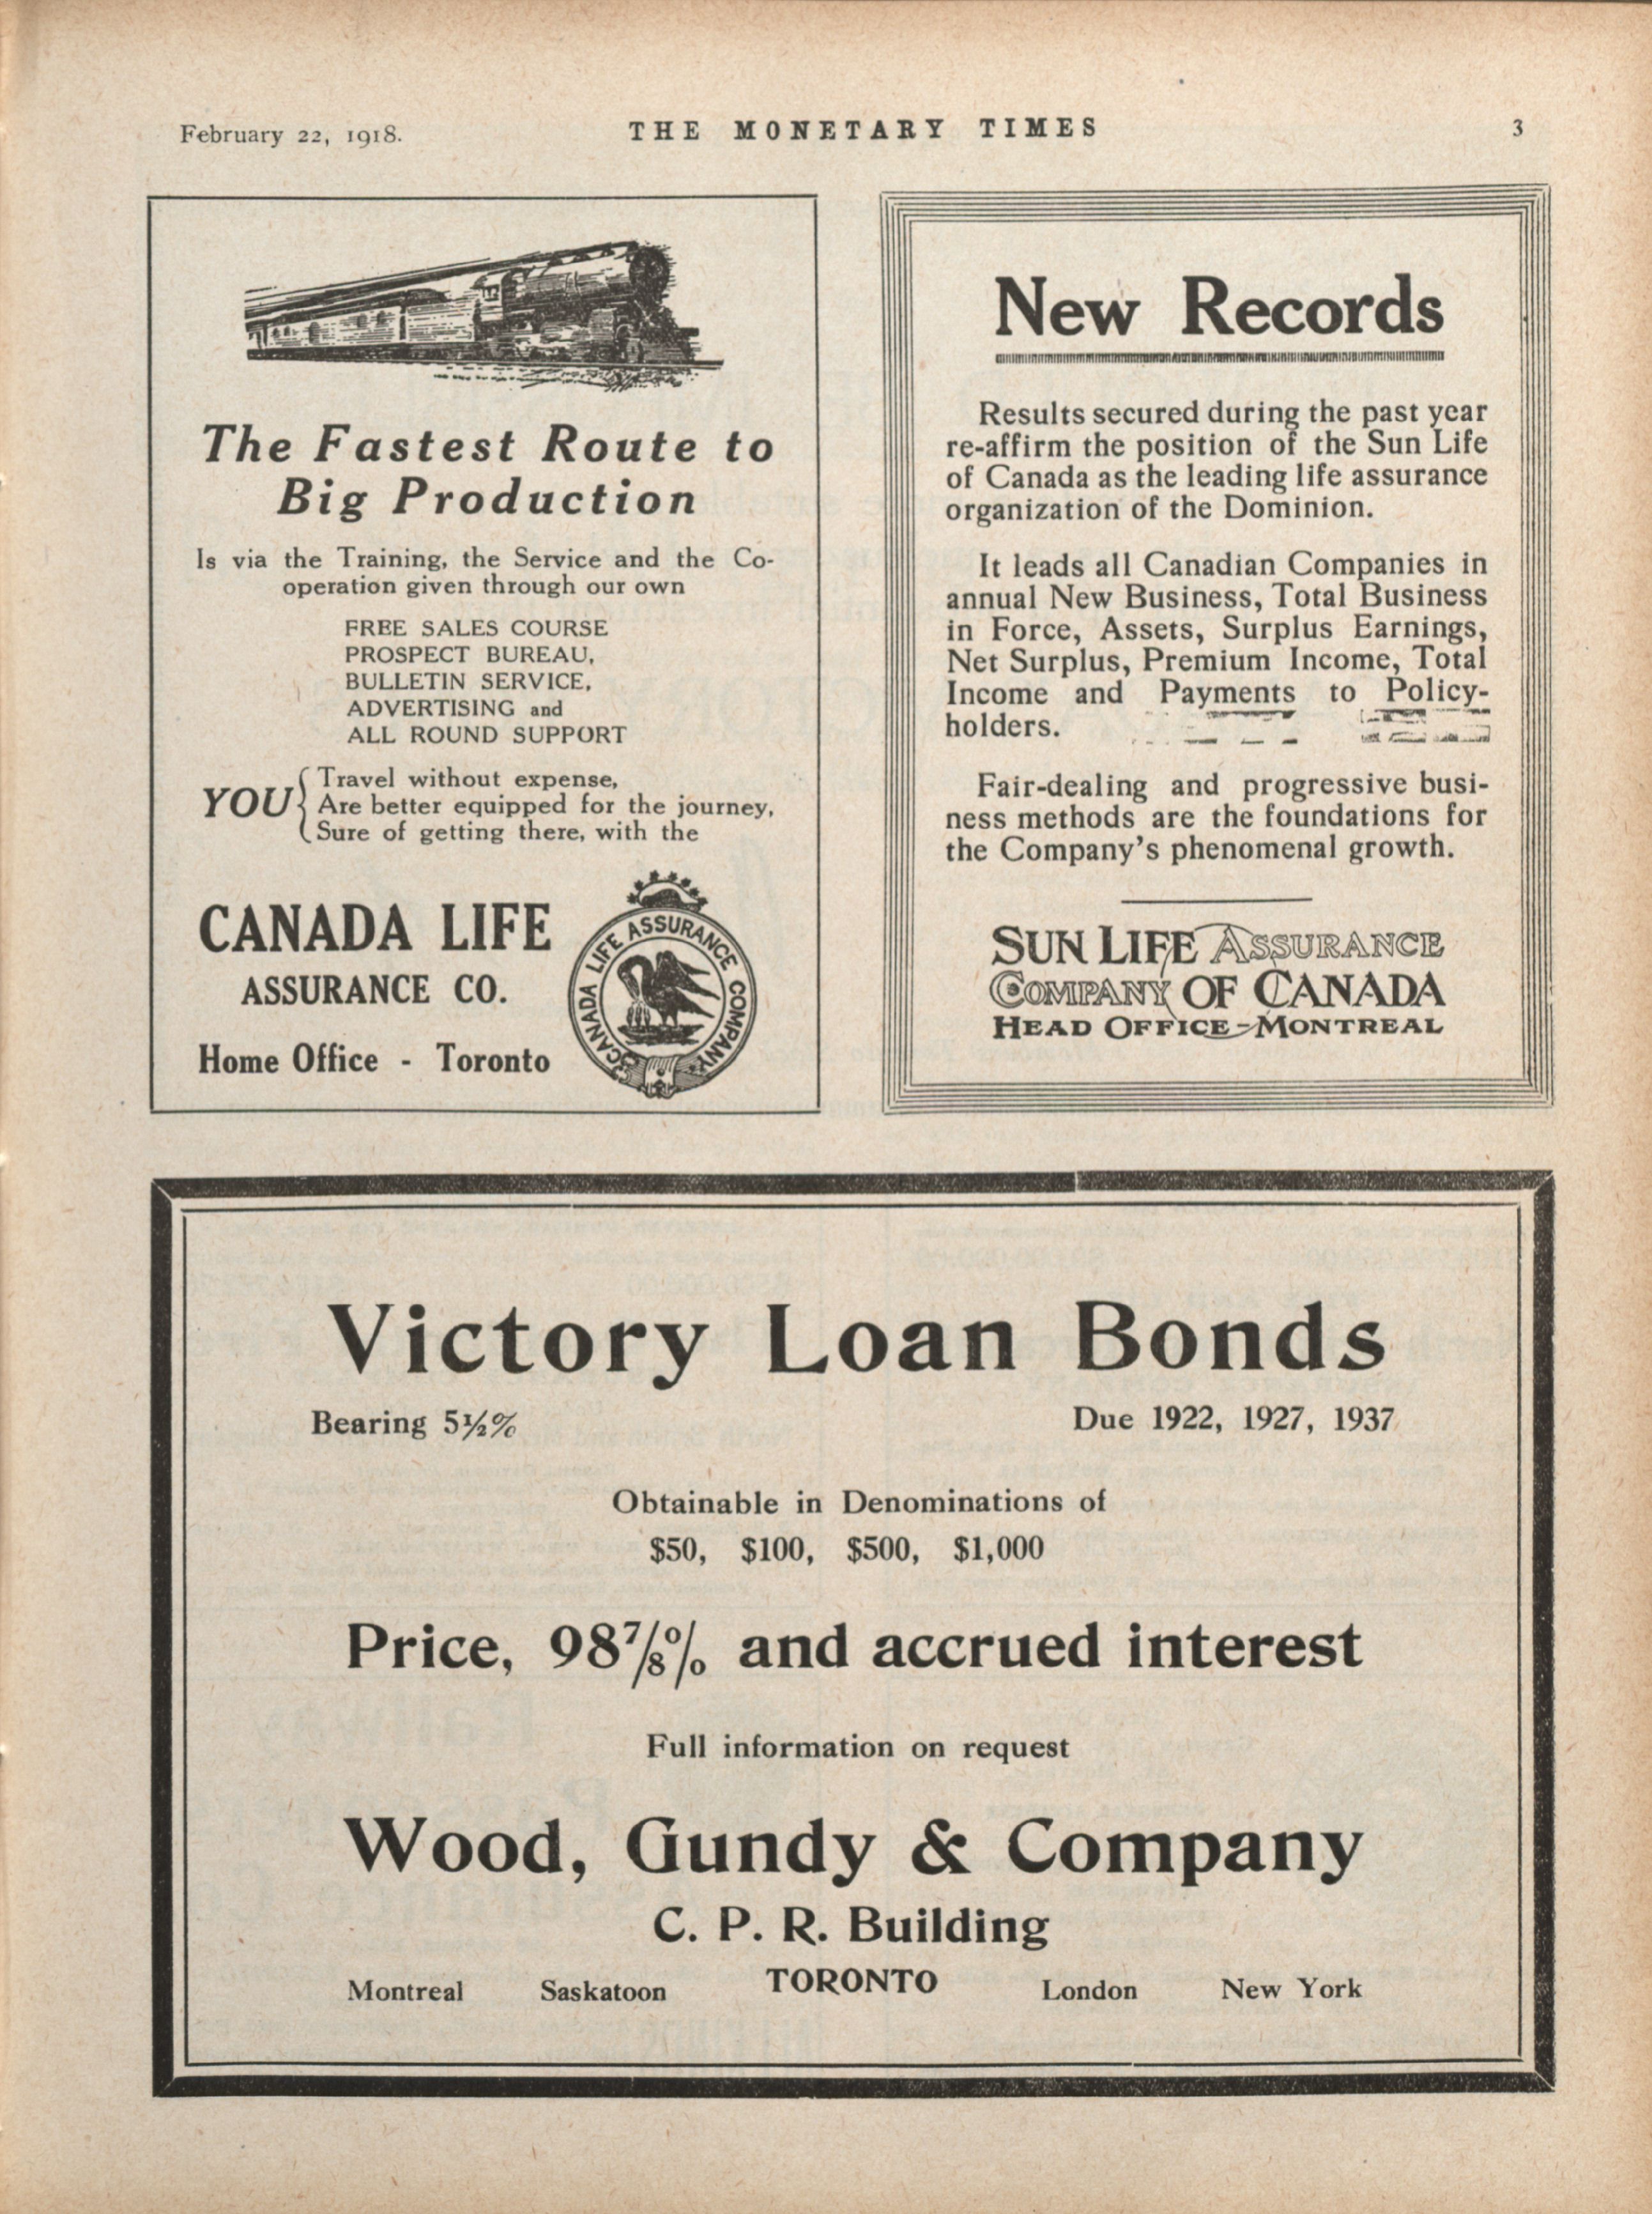 February 22, 1918.
THE MONETARY TIMES
3
The Fastest Route to
Big Production
Is via the Training, the Service and the Co-
operation given through our own
FREE SALES COURSE
PROSPECT BUREAU,
BULLETIN SERVICE,
ADVERTISING and
ALL ROUND SUPPORT
YOU
Travel without expense,
Are better equipped for the journey,
Sure of getting there, with the
CANADA LIFE
ASSURANCE CO.
Home Office - Toronto
CANADA LIFE ASSURANCE COMPANY
New Records
Results secured during the past year
re-affirm the position of the Sun Life
of Canada as the leading life assurance
organization of the Dominion.
It leads all Canadian Companies in
annual New Business, Total Business
in Force, Assets, Surplus Earnings,
Net Surplus, Premium Income, Total
Income and Payments to Policy-
holders.
Fair-dealing and progressive busi-
ness methods are the foundations for
the Company's phenomenal growth.
SUN LIFE ASSURANCE
COMPANY OF CANADA
HEAD OFFICE-MONTREAL
Victory Loan Bonds
Bearing 5½%
Due 1922, 1927, 1937
Obtainable in Denominations of
$50, $100, $500, $1,000
Price, 98⅞% and accrued interest
Full information on request
Wood, Gundy & Company
C. P. R. Building
Montreal Saskatoon TORONTO London New York